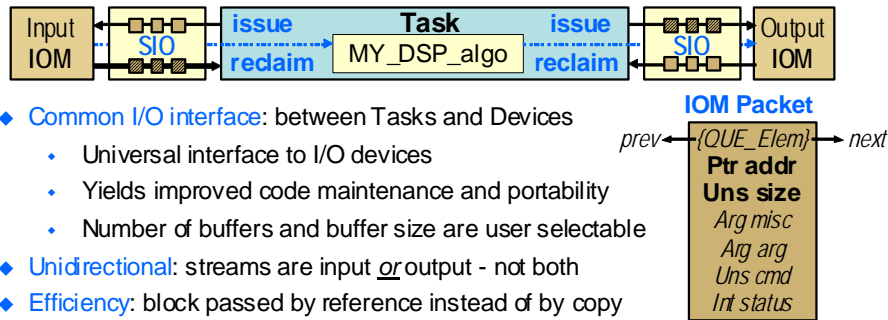 Input
IOM
SIO
issue
reclaim
Task
MY_DSP_algo
issue
reclaim
SIO
Output
IOM
Common I/O interface: between Tasks and Devices
Universal interface to I/O devices
Yields improved code maintenance and portability
Number of buffers and buffer size are user selectable
Unidirectional: streams are input or output - not both
Efficiency: block passed by reference instead of by copy
IOM Packet
prev {QUE_Elem} next
Ptr addr
Uns size
Arg misc
Arg arg
Uns cmd
Int status